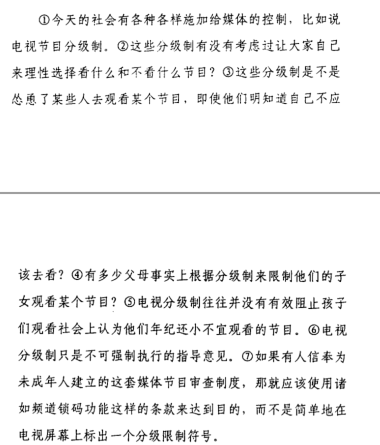 ①今天的社会有各种各样施加给媒体的控制，比如说
电视节目分级制。②这些分级制有没有考虑过让大家自己
来理性选择看什么和不看什么节目？③这些分级制是不是
怂恿了某些人去观看某个节目，即使他们明知道自己不应
该去看？④有多少父母事实上根据分级制来限制他们的子
女观看某个节目？⑤电视分级制往往并没有有效阻止孩子
们观看社会上认为他们年纪还小不宜观看的节目。⑥电视
分级制只是不可强制执行的指导意见。⑦如果有人信奉为
未成年人建立的这套媒体节目审查制度，那就应该使用诸
如频道锁码功能这样的条款来达到目的，而不是简单地在
电视屏幕上标出一个分级限制符号。